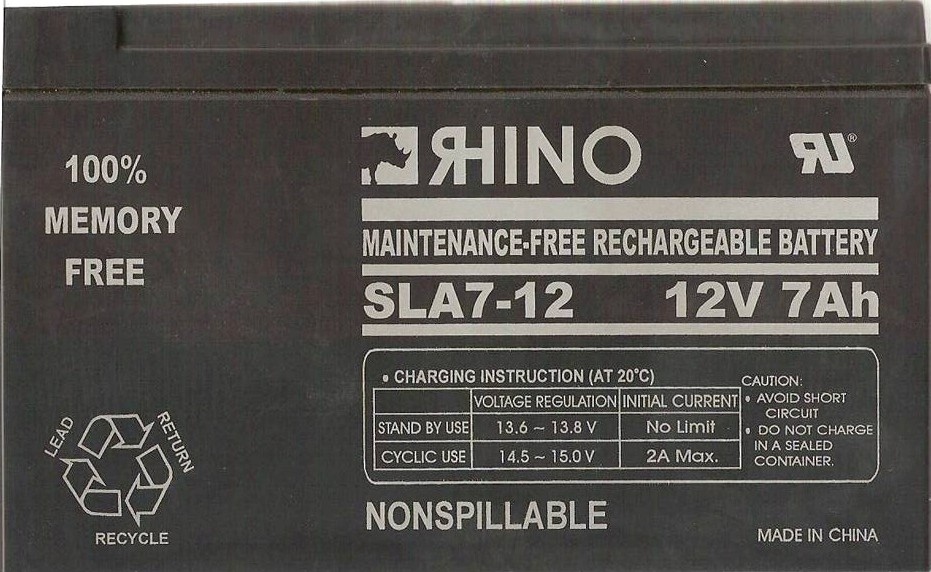 100%
MEMORY
FREE
RHINO
RU®
MAINTENANCE-FREE RECHARGEABLE BATTERY
SLA7-12 12V 7Ah
• CHARGING INSTRUCTION (AT 20°C)
VOLTAGE REGULATION INITIAL CURRENT
STAND BY USE 13.6 ~ 13.8 V No Limit
CYCLIC USE 14.5 ~ 15.0 V 2A Max.
CAUTION:
• AVOID SHORT
CIRCUIT
• DO NOT CHARGE
IN A SEALED
CONTAINER.
LEAD
RETURN
RECYCLE
NONSPILLABLE
MADE IN CHINA